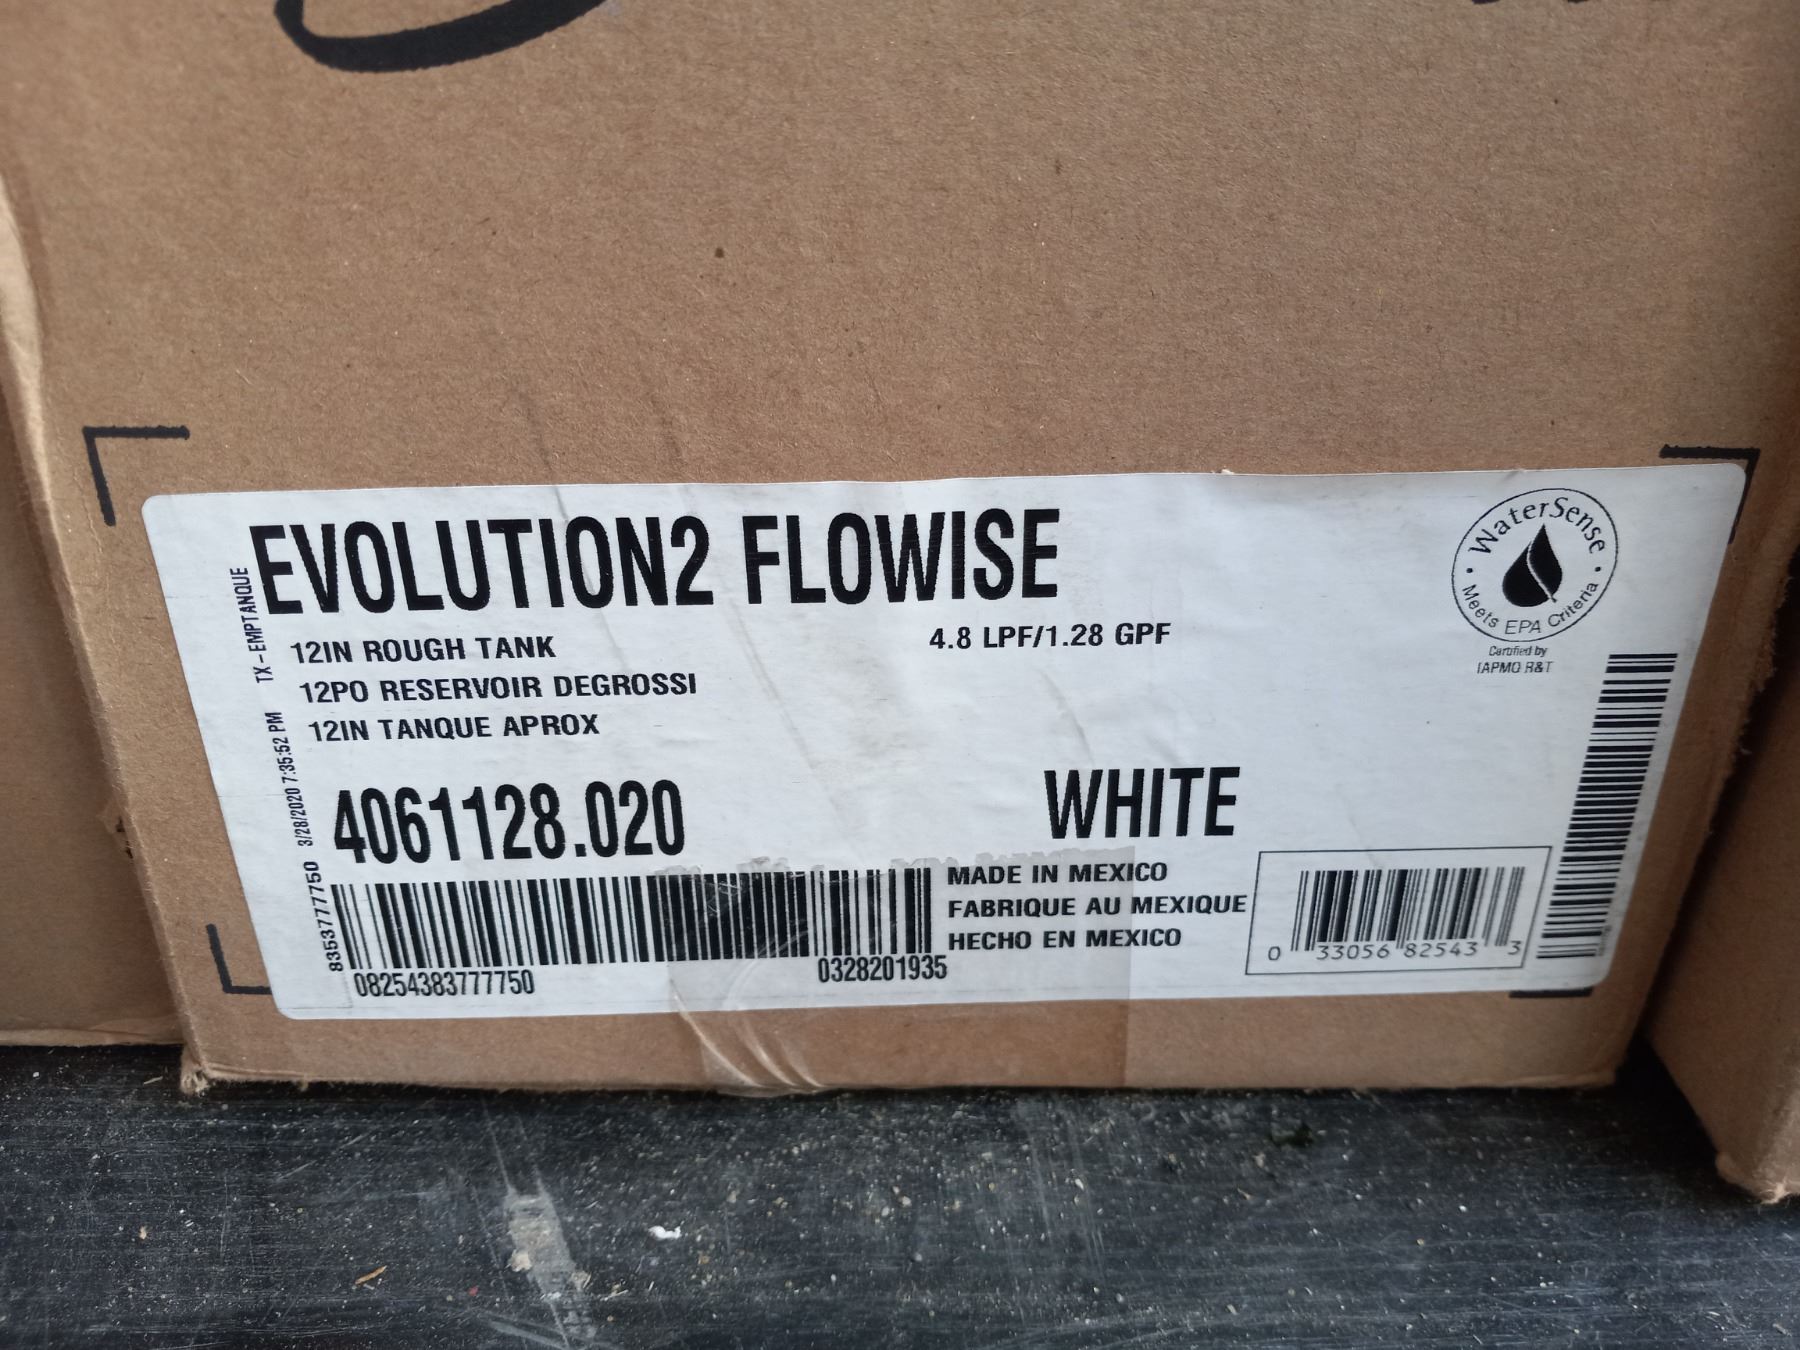 EVOLUTION2 FLOWISE
12IN ROUGH TANK
4.8 LPF/1.28 GPF
12PO RESERVOIR DEGROSSI
12IN TANQUE APROX
4061128.020
WHITE
MADE IN MEXICO
FABRIQUE AU MEXIQUE
HECHO EN MEXICO
08254383777750
0328201935
0 33056 82543 3
WaterSense
Meets EPA Criteria
Certified by
IAPMO R&T
83537777750 3/28/2020 7:35:52 PM TX-EMPTANQUE